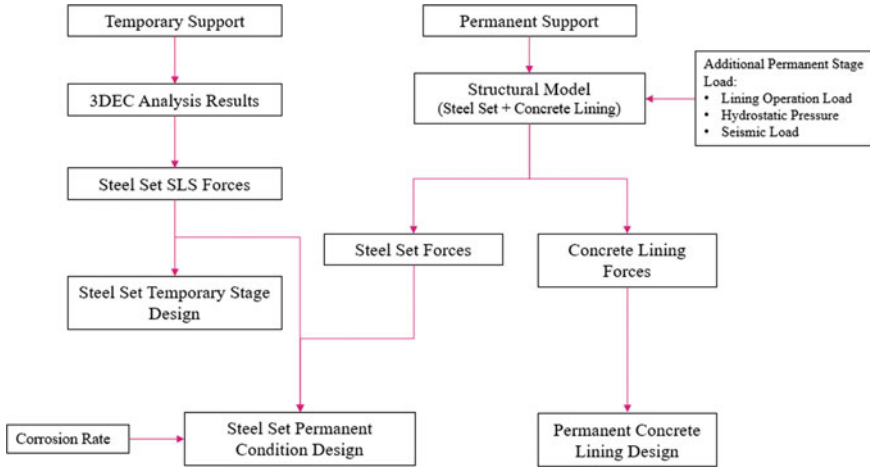 Temporary Support
Permanent Support
3DEC Analysis Results
Structural Model
(Steel Set + Concrete Lining)
Additional Permanent Stage
Load:
• Lining Operation Load
• Hydrostatic Pressure
• Seismic Load
Steel Set SLS Forces
Steel Set Forces
Concrete Lining
Forces
Steel Set Temporary Stage
Design
Corrosion Rate
Steel Set Permanent
Condition Design
Permanent Concrete
Lining Design